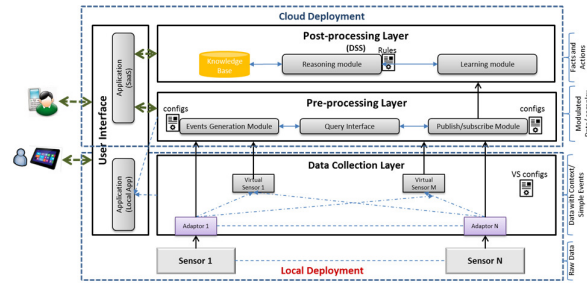 Cloud Deployment
Post-processing Layer
(DSS)
Rules
Knowledge
Base
Reasoning module
Learning module
Application
(SaaS)
User Interface
Pre-processing Layer
configs
configs
Events Generation Module
Query Interface
Publish/subscribe Module
Data Collection Layer
Virtual
Sensor 1
Virtual
Sensor M
VS configs
Application
(Local App)
Adaptor 1
Adaptor N
Sensor 1
Sensor N
Local Deployment
Facts and
Actions
Modulated
Data with Context/
Simple Events
Raw Data